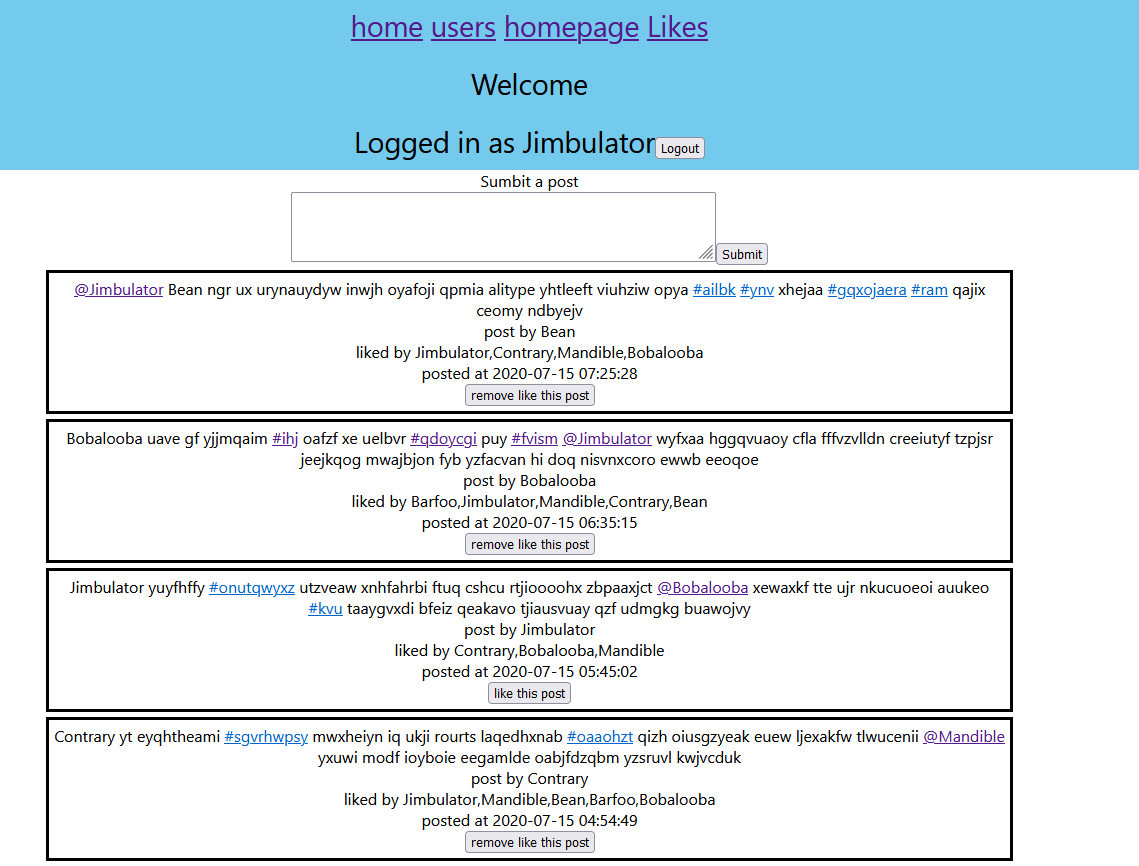 home users homepage Likes
Welcome
Logged in as Jimbulator Logout
Sumbit a post
Submit
@Jimbulator Bean ngr ux urynauydyw inwjh oyafoji qpmia alitype yhtleeft viuhziw opya #ailbk #ynv xhejaa #gqxojaera #ram qajix
ceomy ndbyejv
post by Bean
liked by Jimbulator,Contrary,Mandible,Bobalooba
posted at 2020-07-15 07:25:28
remove like this post
Bobalooba uave gf yjjmqaim #ihj oafzf xe uelbvr #qdoycgi puy #fvism @Jimbulator wyfxaa hggqvuaoy cfla fffvzvlldn creeiutyf tzpjsr
jeejkqog mwajbjon fyb yzfacvan hi doq nisvnxcoro ewwb eeoqoe
post by Bobalooba
liked by Barfoo,Jimbulator,Mandible,Contrary,Bean
posted at 2020-07-15 06:35:15
remove like this post
Jimbulator yuyfhffy #onutqwyxz utzveaw xnhfahrbi ftuq cshcu rtjioooohx zbpaaxjct @Bobalooba xewaxkf tte ujr nkucuoeoi auukeo
#kvu taaygvxdi bfeiz qeakavo tjiausvuay qzf udmgkg buawojvy
post by Jimbulator
liked by Contrary,Bobalooba,Mandible
posted at 2020-07-15 05:45:02
like this post
Contrary yt eyqhtheami #sgvrhwpsy mwxheiyn iq ukji rourts laqedhxnab #oaaohzt qizh oiusgzyeak euew ljexakfw tlwucenii @Mandible
yxuwi modf ioyboie eegamlde oabjfdzqbm yzsruvl kwjvcduk
post by Contrary
liked by Jimbulator,Mandible,Bean,Barfoo,Bobalooba
posted at 2020-07-15 04:54:49
remove like this post